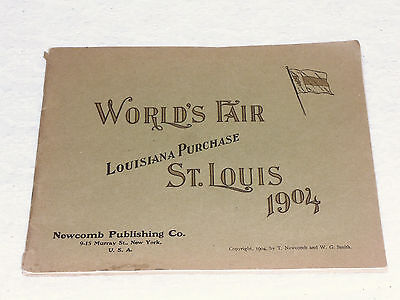 WORLD'S FAIR
LOUISIANA PURCHASE
ST. LOUIS
1904
Newcomb Publishing Co.
9-15 Murray St., New York.
U. S. A.
Copyright, 1904, by T. Newcomb and W. G. Smith.